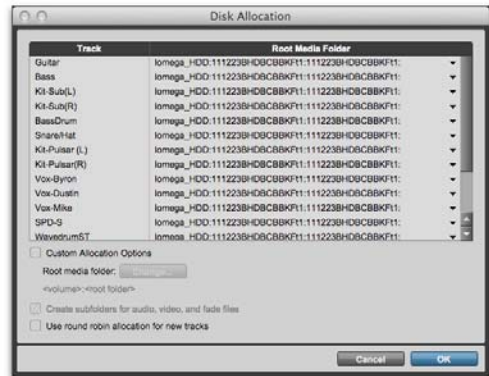 Disk Allocation
Track Root Media Folder
Guitar Iomega_HDD:111223BHDBCBBKFt1:111223BHDBCBBKFt1:
Bass Iomega_HDD:111223BHDBCBBKFt1:111223BHDBCBBKFt1:
Kit-Sub(L) Iomega_HDD:111223BHDBCBBKFt1:111223BHDBCBBKFt1:
Kit-Sub(R) Iomega_HDD:111223BHDBCBBKFt1:111223BHDBCBBKFt1:
BassDrum Iomega_HDD:111223BHDBCBBKFt1:111223BHDBCBBKFt1:
Snare/Hat Iomega_HDD:111223BHDBCBBKFt1:111223BHDBCBBKFt1:
Kit-Pulsar (L) Iomega_HDD:111223BHDBCBBKFt1:111223BHDBCBBKFt1:
Kit-Pulsar(R) Iomega_HDD:111223BHDBCBBKFt1:111223BHDBCBBKFt1:
Vox-Byron Iomega_HDD:111223BHDBCBBKFt1:111223BHDBCBBKFt1:
Vox-Dustin Iomega_HDD:111223BHDBCBBKFt1:111223BHDBCBBKFt1:
Vox-Mike Iomega_HDD:111223BHDBCBBKFt1:111223BHDBCBBKFt1:
SPD-S Iomega_HDD:111223BHDBCBBKFt1:111223BHDBCBBKFt1:
WavedrumST Iomega_HDD:111223BHDBCBBKFt1:111223BHDBCBBKFt1:
Custom Allocation Options
Root media folder: Change...
<volume>:<root folder>
Create subfolders for audio, video, and fade files
Use round robin allocation for new tracks
Cancel OK